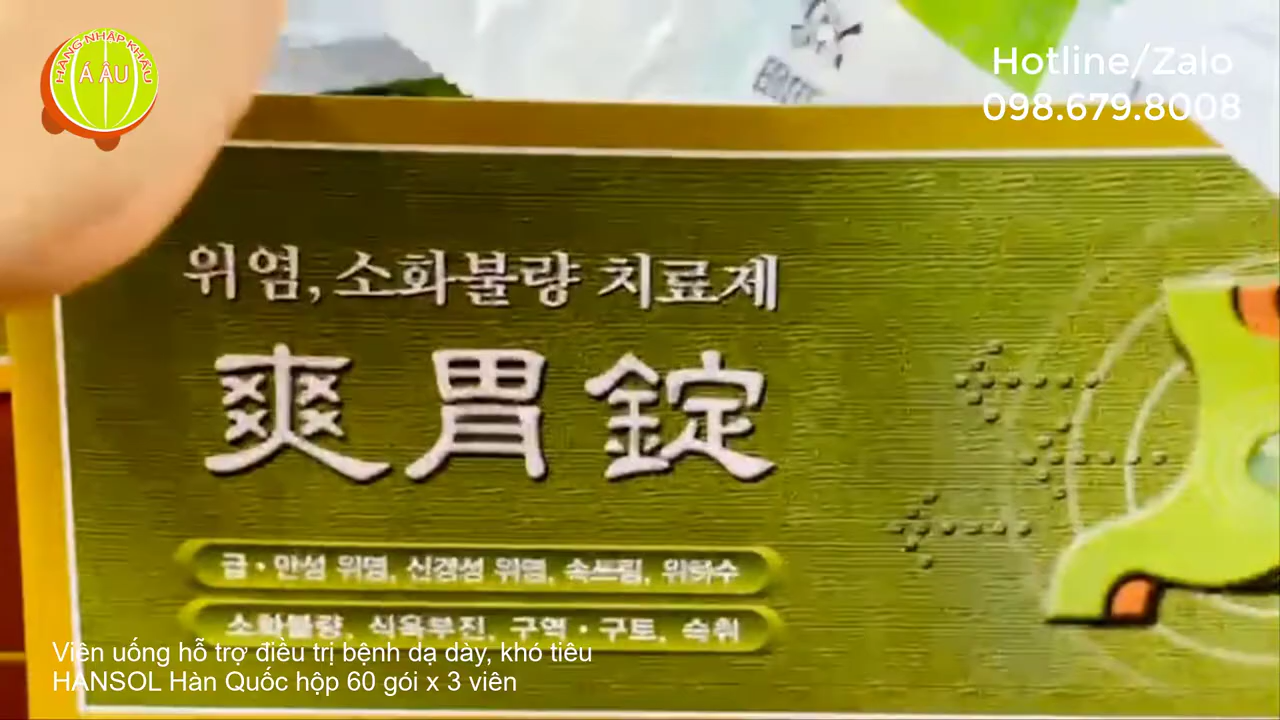 HÀNG NHẬP KHẨU
Á ÂU
Hotline/Zalo
098.679.8008
위염, 소화불량 치료제
爽胃錠
급·만성 위염, 신경성 위염, 속쓰림, 위하수
소화불량, 식욕부진, 구역·구토, 숙취
Viên uống hỗ trợ điều trị bệnh dạ dày, khó tiêu
HANSOL Hàn Quốc hộp 60 gói x 3 viên